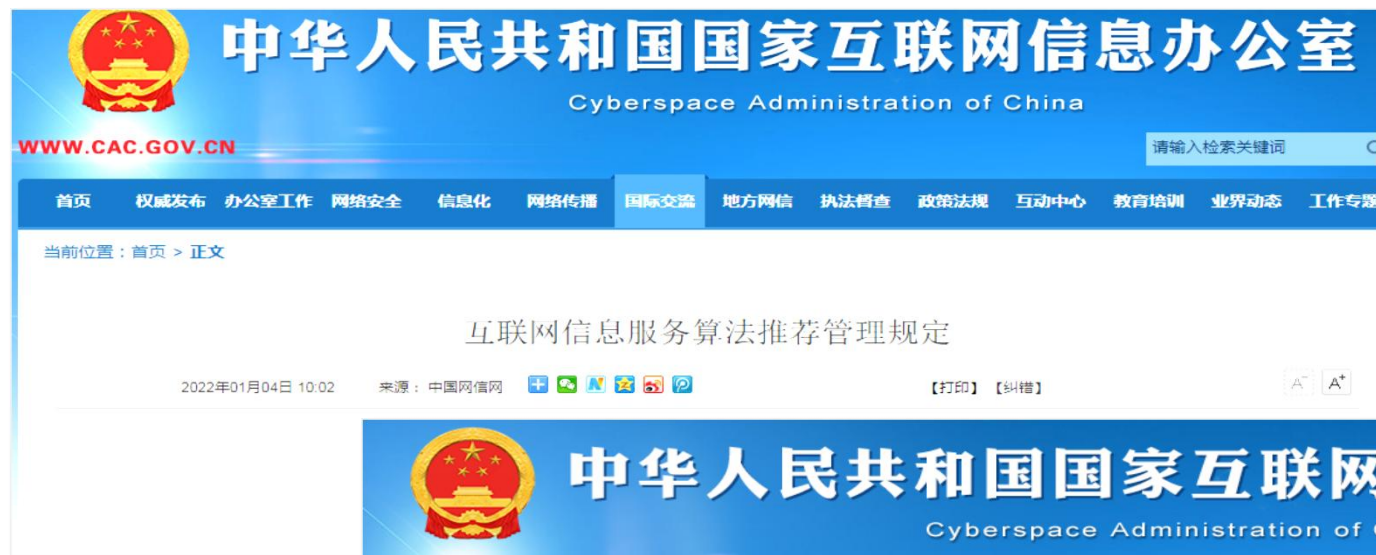 中华人民共和国国家互联网信息办公室
Cyberspace Administration of China
WWW.CAC.GOV.CN
请输入检索关键词
首页 权威发布 办公室工作 网络安全 信息化 网络传播 国际交流 地方网信 执法督查 政策法规 互动中心 教育培训 业界动态 工作专题
当前位置：首页 > 正文
互联网信息服务算法推荐管理规定
2022年01月04日 10:02 来源： 中国网信网 【打印】【纠错】 A- A+
中华人民共和国国家互联网
Cyberspace Administration of